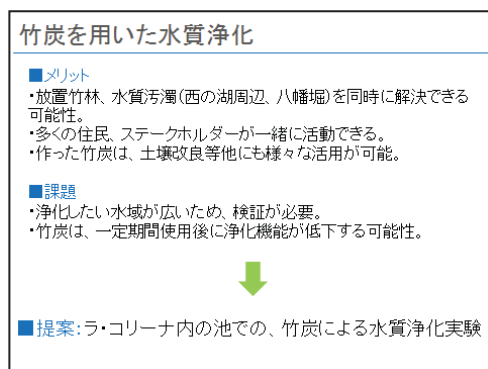 竹炭を用いた水質浄化
■メリット
・放置竹林、水質汚濁(西の湖周辺、八幡堀)を同時に解決できる
可能性。
・多くの住民、ステークホルダーが一緒に活動できる。
・作った竹炭は、土壌改良等他にも様々な活用が可能。
■課題
・浄化したい水域が広いため、検証が必要。
・竹炭は、一定期間使用後に浄化機能が低下する可能性。
■提案：ラ・コリーナ内の池での、竹炭による水質浄化実験